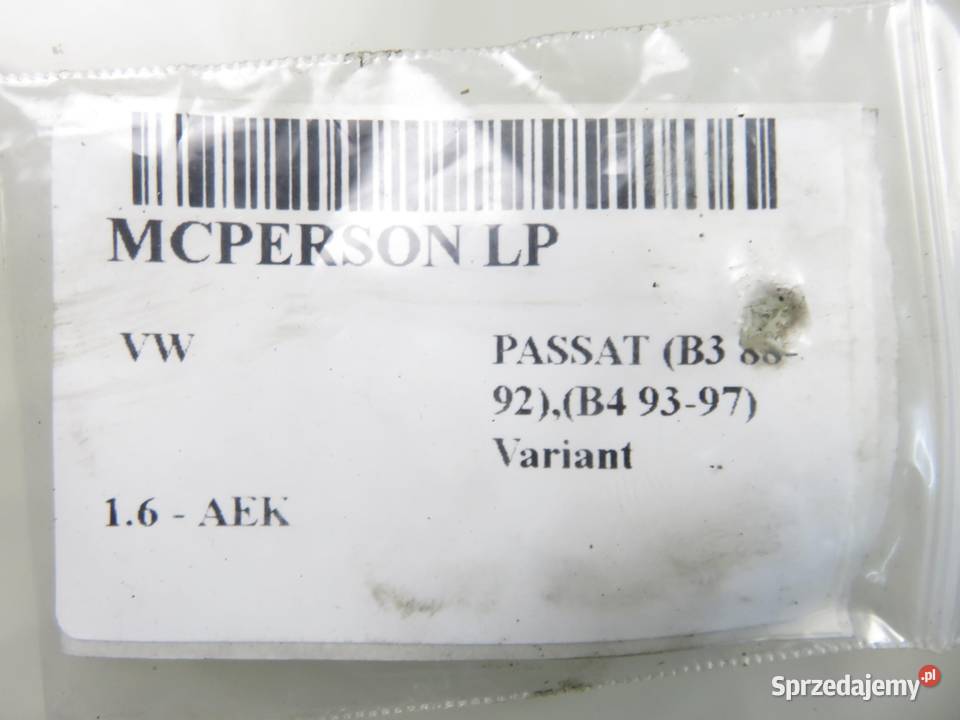 MCPERSON LP
VW
PASSAT (B3 88-
92),(B4 93-97)
Variant
1.6 - AEK
Sprzedajemy.pl